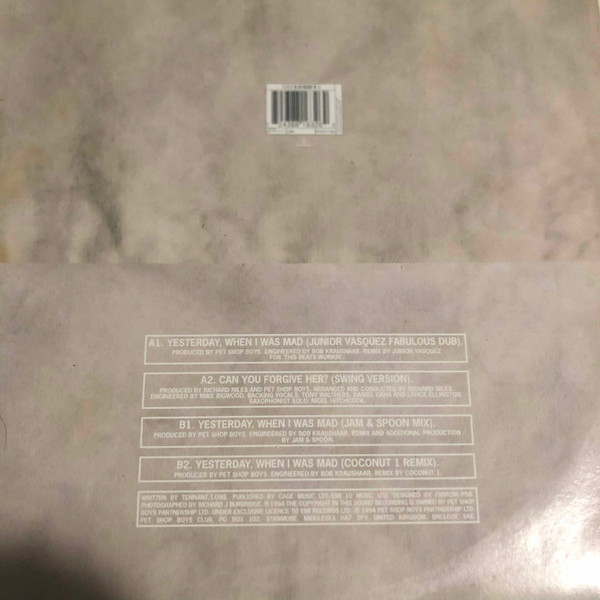 A1. YESTERDAY, WHEN I WAS MAD (JUNIOR VASQUEZ FABULOUS DUB).
PRODUCED BY PET SHOP BOYS. ENGINEERED BY BOB KRAUSHAAR. REMIX BY JUNIOR VASQUEZ
FOR 'THIS BEATS WORKIN'.
A2. CAN YOU FORGIVE HER? (SWING VERSION).
PRODUCED BY RICHARD NILES AND PET SHOP BOYS. ARRANGED AND CONDUCTED BY RICHARD NILES.
ENGINEERED BY MIKE BIGWOOD. BACKING VOCALS: TONY WALTHERS, DANIEL KAHN AND LANCE ELLINGTON.
SAXOPHONIST SOLO: NIGEL HITCHCOCK.
B1. YESTERDAY, WHEN I WAS MAD (JAM & SPOON MIX).
PRODUCED BY PET SHOP BOYS. ENGINEERED BY BOB KRAUSHAAR. REMIX AND ADDITIONAL PRODUCTION
BY JAM & SPOON.
B2. YESTERDAY, WHEN I WAS MAD (COCONUT 1 REMIX).
PRODUCED BY PET SHOP BOYS. ENGINEERED BY BOB KRAUSHAAR. REMIX BY COCONUT 1.
WRITTEN BY TENNANT/LOWE. PUBLISHED BY CAGE MUSIC LTD/EMI 10 MUSIC LTD. DESIGNED BY FARROW/PSB.
PHOTOGRAPHED BY RICHARD J BURBRIDGE. ℗ 1994 THE COPYRIGHT IN THIS SOUND RECORDING IS OWNED BY PET SHOP
BOYS PARTNERSHIP LTD. UNDER EXCLUSIVE LICENCE TO EMI RECORDS LTD. © 1994 PET SHOP BOYS PARTNERSHIP LTD.
PET SHOP BOYS CLUB, PO BOX 102, STANMORE, MIDDLESEX HA7 2PY, UNITED KINGDOM. ENCLOSE SAE.